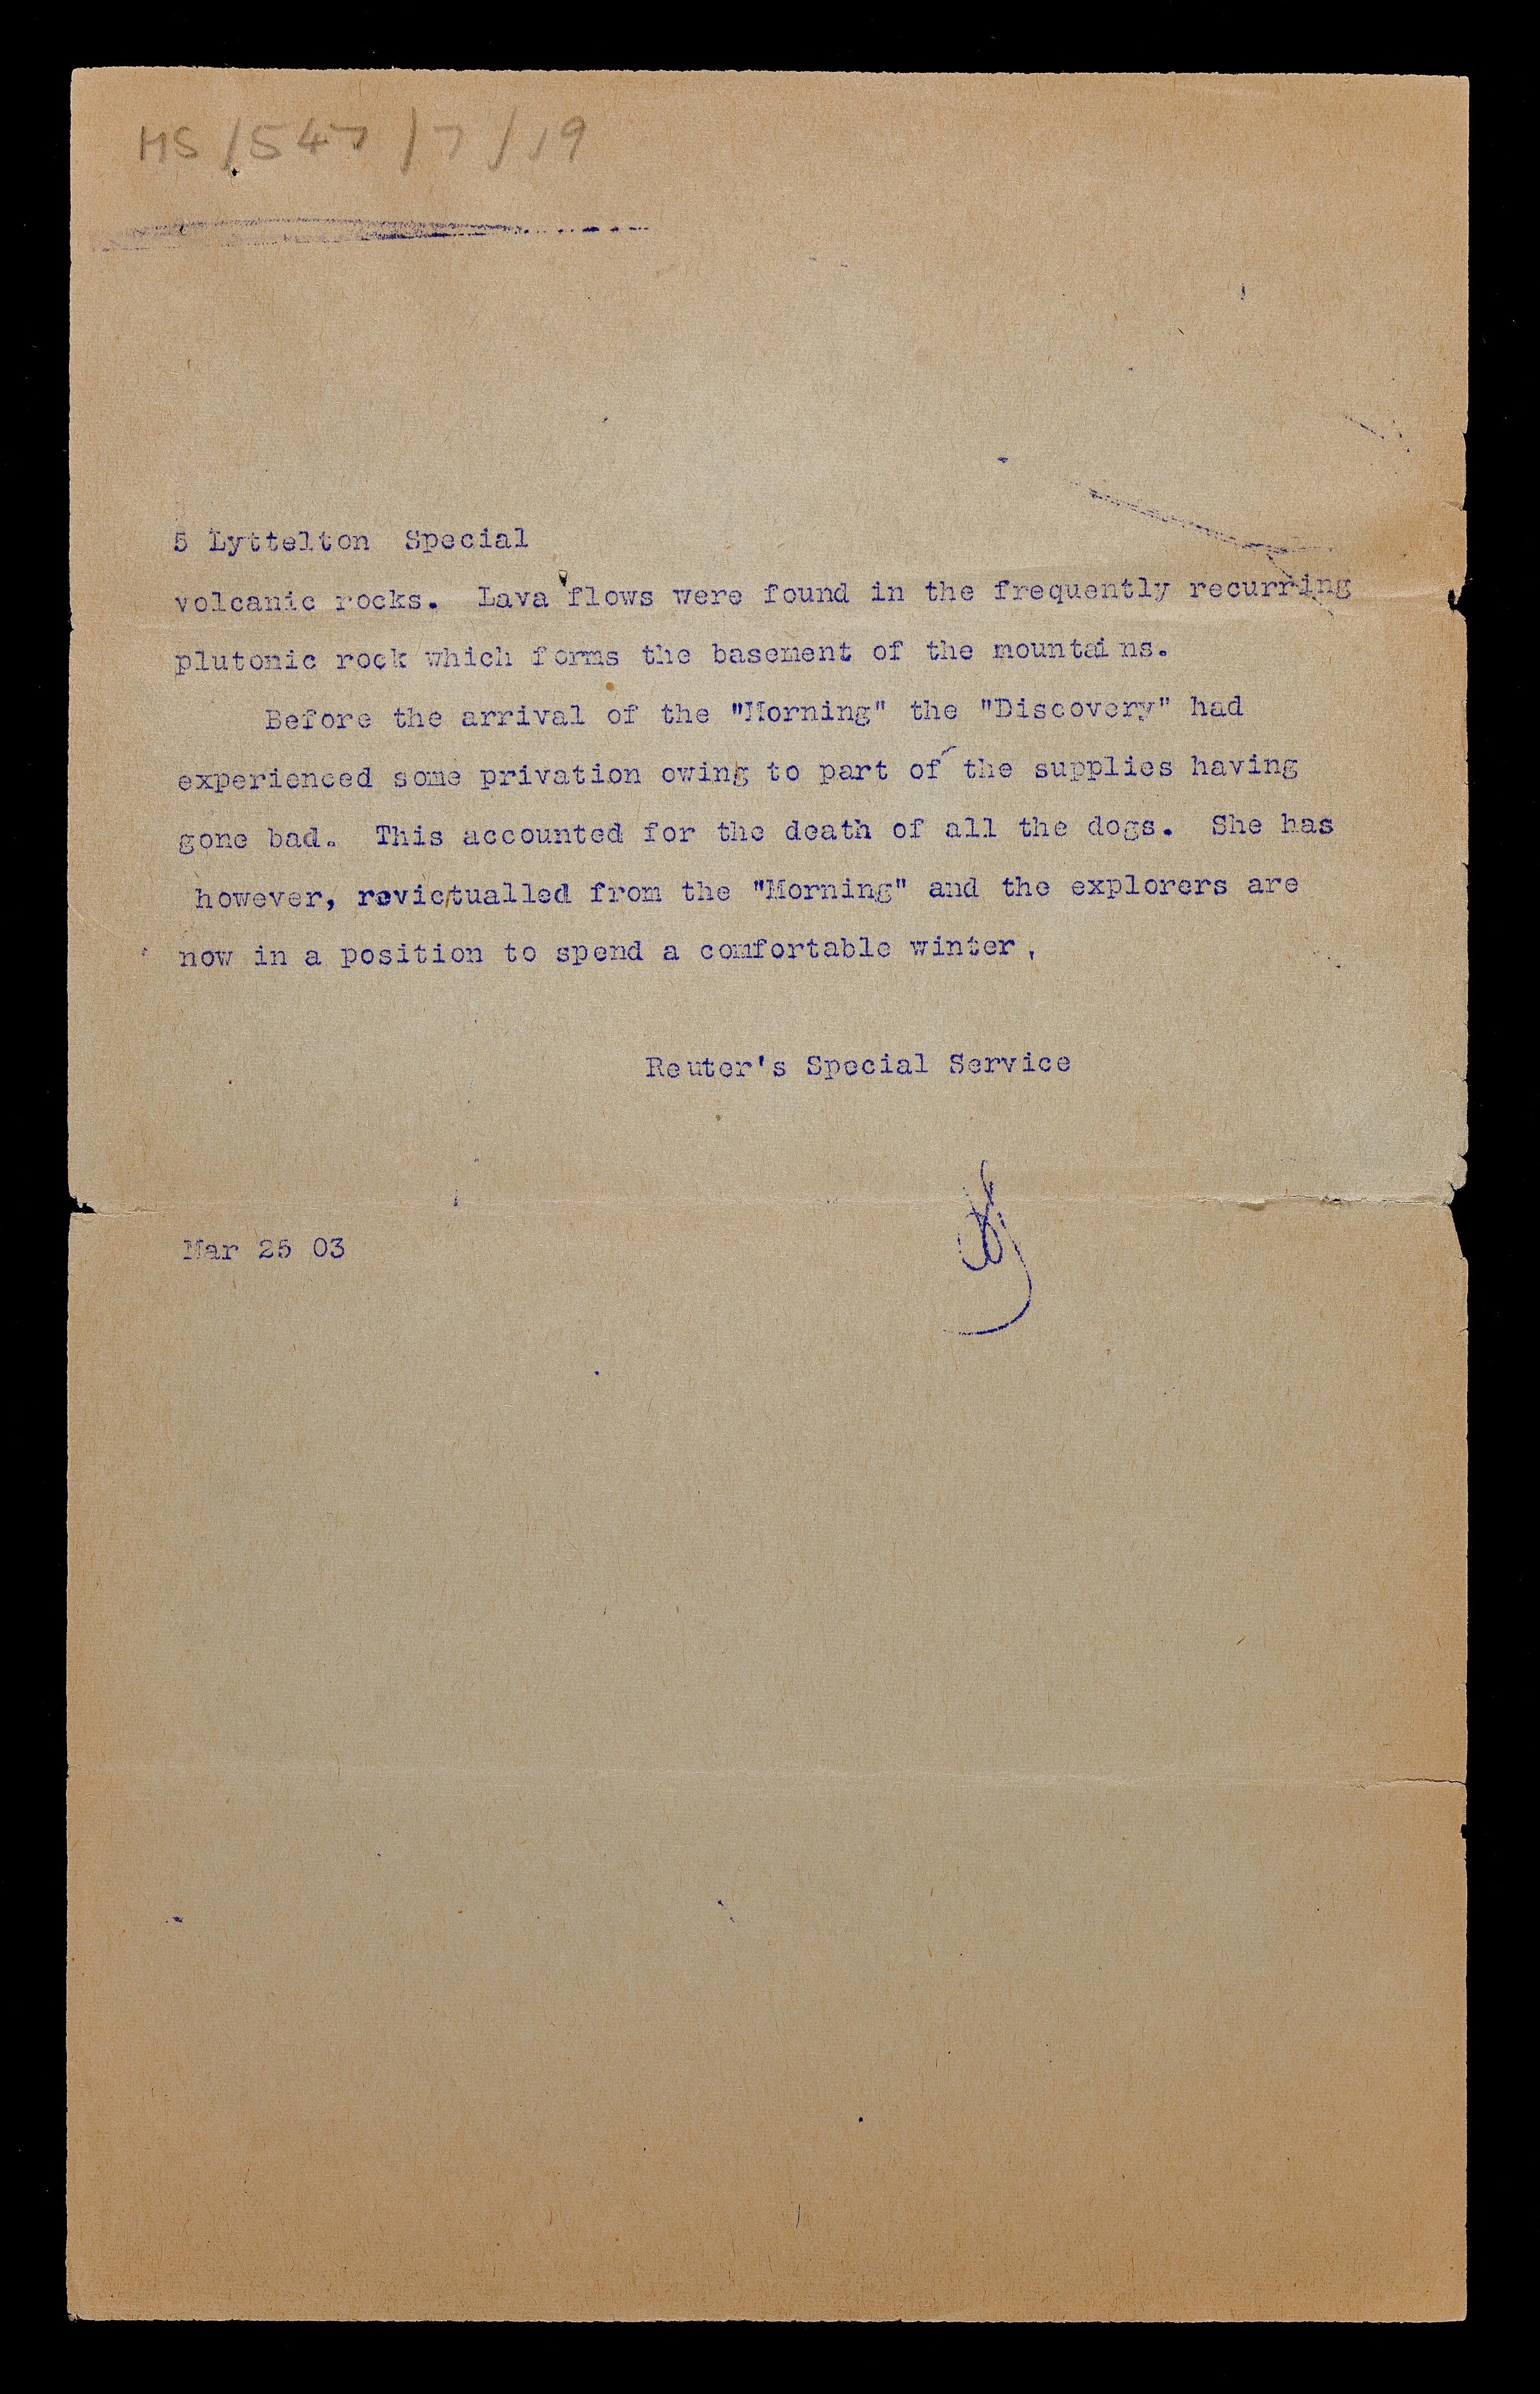 MS/547/7/19
5 Lyttelton Special
volcanic rocks. Lava flows were found in the frequently recurring
plutonic rock which forms the basement of the mountains.
Before the arrival of the "Morning" the "Discovery" had
experienced some privation owing to part of the supplies having
gone bad. This accounted for the death of all the dogs. She has
however, revictualled from the "Morning" and the explorers are
now in a position to spend a comfortable winter,
Reuter's Special Service
Mar 25 03